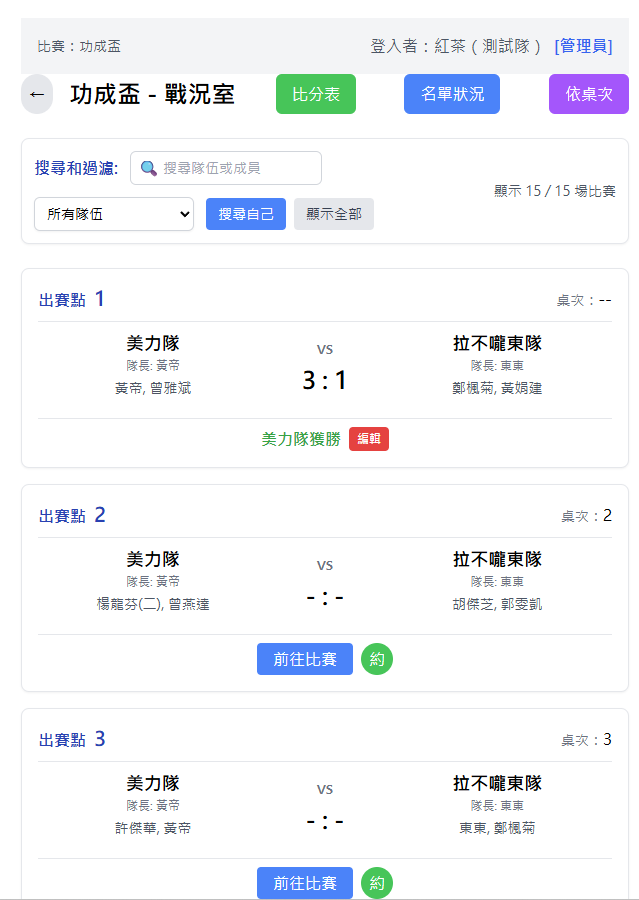 比賽：功成盃 登入者：紅茶 ( 測試隊 ) [管理員]
← 功成盃 - 戰況室 比分表 名單狀況 依桌次
搜尋和過濾: 搜尋隊伍或成員
顯示 15 / 15 場比賽
所有隊伍 搜尋自己 顯示全部
出賽點 1 桌次：--
美力隊 VS 拉不嚨東隊
隊長: 黃帝 隊長: 東東
3 : 1
黃帝, 曾雅斌 鄭楓菊, 黃娟建
美力隊獲勝 編輯
出賽點 2 桌次：2
美力隊 VS 拉不嚨東隊
隊長: 黃帝 隊長: 東東
- : -
楊龍芬(二), 曾燕達 胡傑芝, 郭雯凱
前往比賽 約
出賽點 3 桌次：3
美力隊 VS 拉不嚨東隊
隊長: 黃帝 隊長: 東東
- : -
許傑華, 黃帝 東東, 鄭楓菊
前往比賽 約